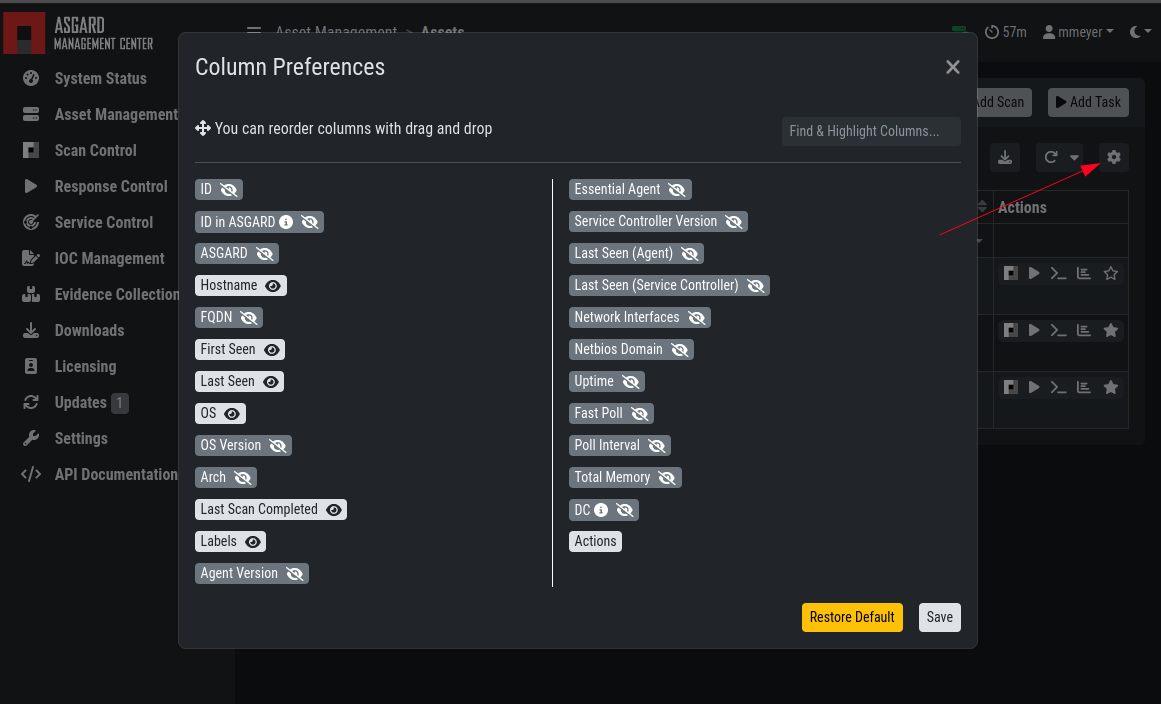 ASGARD
MANAGEMENT CENTER
Asset Management > Assets
57m
mmeyer
System Status
Asset Management
Scan Control
Response Control
Service Control
IOC Management
Evidence Collection
Downloads
Licensing
Updates 1
Settings
API Documentation
Column Preferences
You can reorder columns with drag and drop
Find & Highlight Columns...
ID
ID in ASGARD
ASGARD
Hostname
FQDN
First Seen
Last Seen
OS
OS Version
Arch
Last Scan Completed
Labels
Agent Version
Essential Agent
Service Controller Version
Last Seen (Agent)
Last Seen (Service Controller)
Network Interfaces
Netbios Domain
Uptime
Fast Poll
Poll Interval
Total Memory
DC
Actions
Restore Default
Save
Add Scan
Add Task
Actions